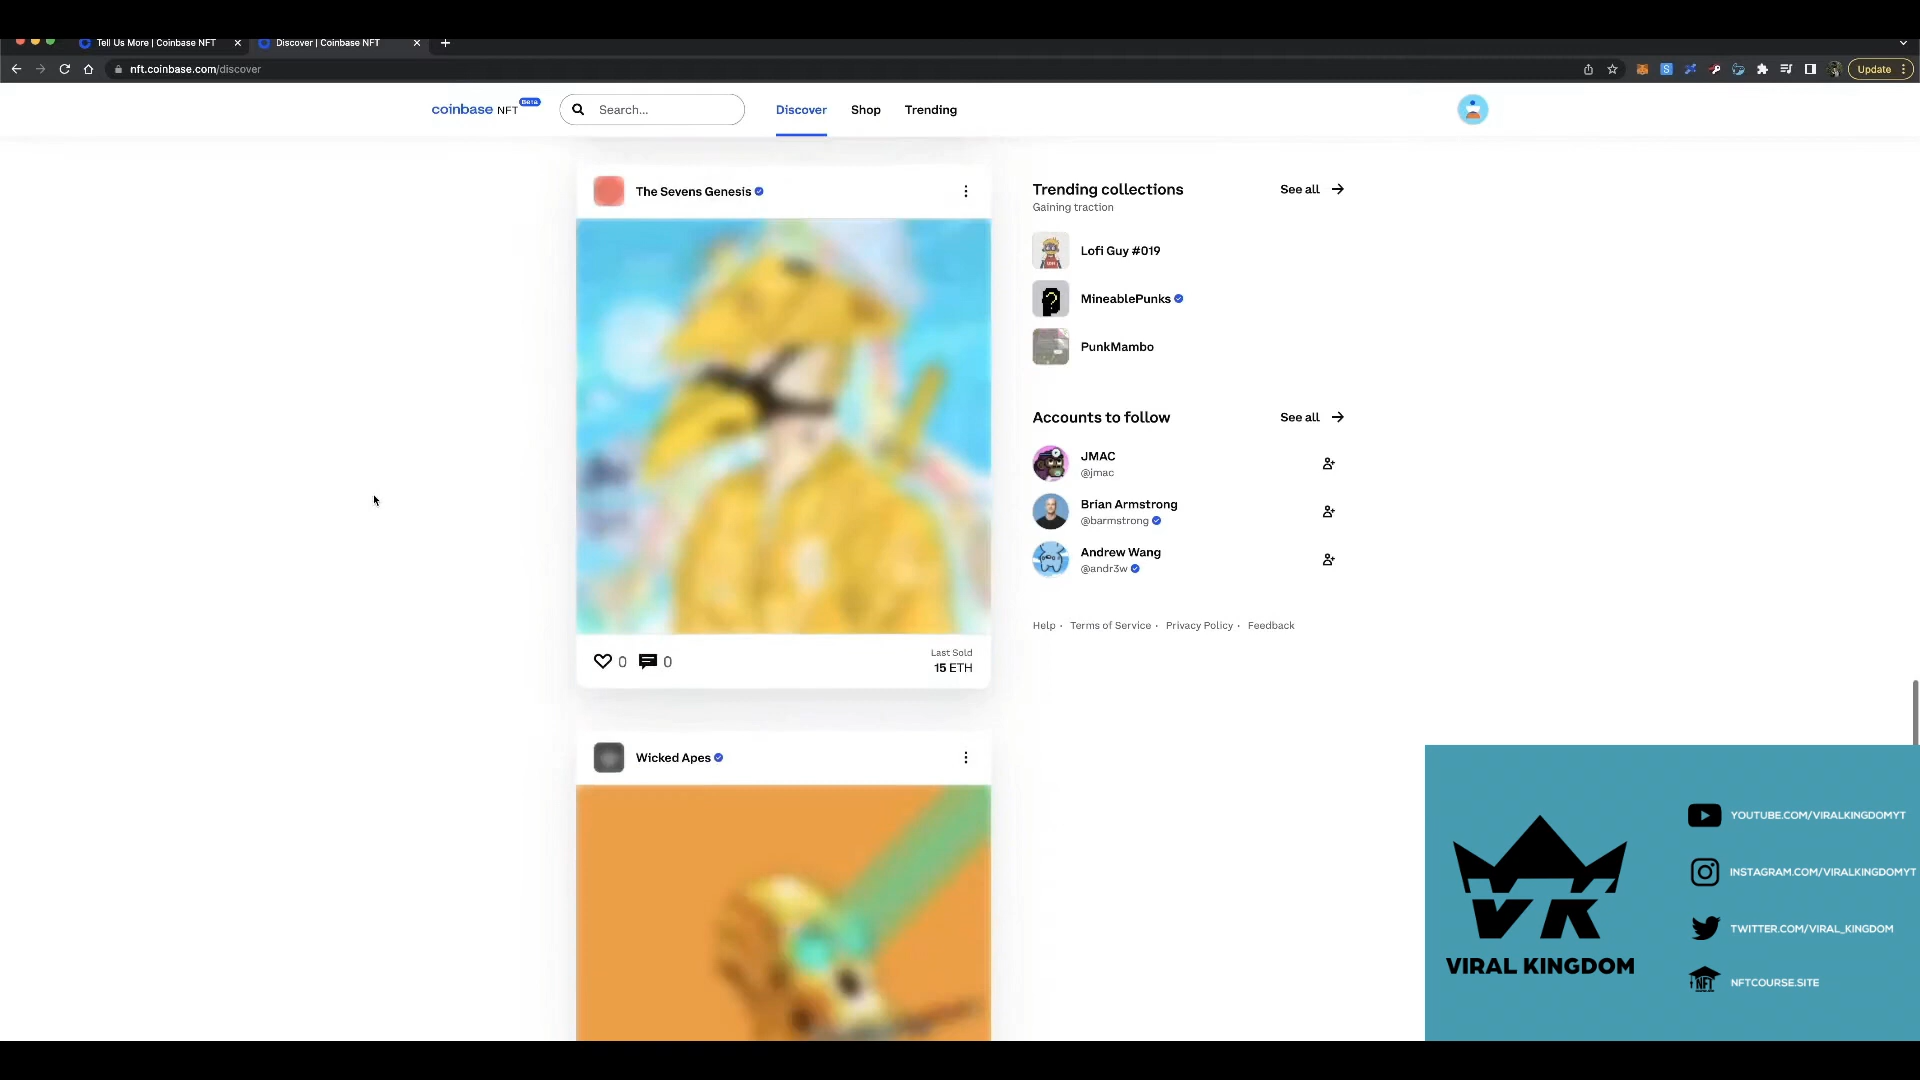 Tell Us More | Coinbase NFT
Discover | Coinbase NFT
nft.coinbase.com/discover
Update
coinbase NFT Beta
Search...
Discover
Shop
Trending
The Sevens Genesis
0
0
Last Sold
15 ETH
Wicked Apes
Trending collections
See all
Gaining traction
Lofi Guy #019
MineablePunks
PunkMambo
Accounts to follow
See all
JMAC
@jmac
Brian Armstrong
@barmstrong
Andrew Wang
@andr3w
Help · Terms of Service · Privacy Policy · Feedback
VK
VIRAL KINGDOM
YOUTUBE.COM/VIRALKINGDOMYT
INSTAGRAM.COM/VIRALKINGDOMYT
TWITTER.COM/VIRAL_KINGDOM
NFT
NFTCOURSE.SITE